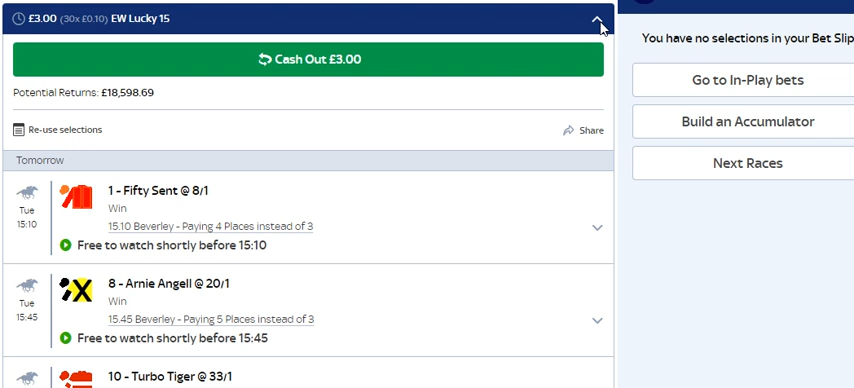 £3.00 (30x £0.10) EW Lucky 15
Cash Out £3.00
Potential Returns: £18,598.69
Re-use selections
Share
Tomorrow
Tue
15:10
1 - Fifty Sent @ 8/1
Win
15.10 Beverley - Paying 4 Places instead of 3
Free to watch shortly before 15:10
Tue
15:45
8 - Arnie Angell @ 20/1
Win
15.45 Beverley - Paying 5 Places instead of 3
Free to watch shortly before 15:45
10 - Turbo Tiger @ 33/1
You have no selections in your Bet Slip
Go to In-Play bets
Build an Accumulator
Next Races